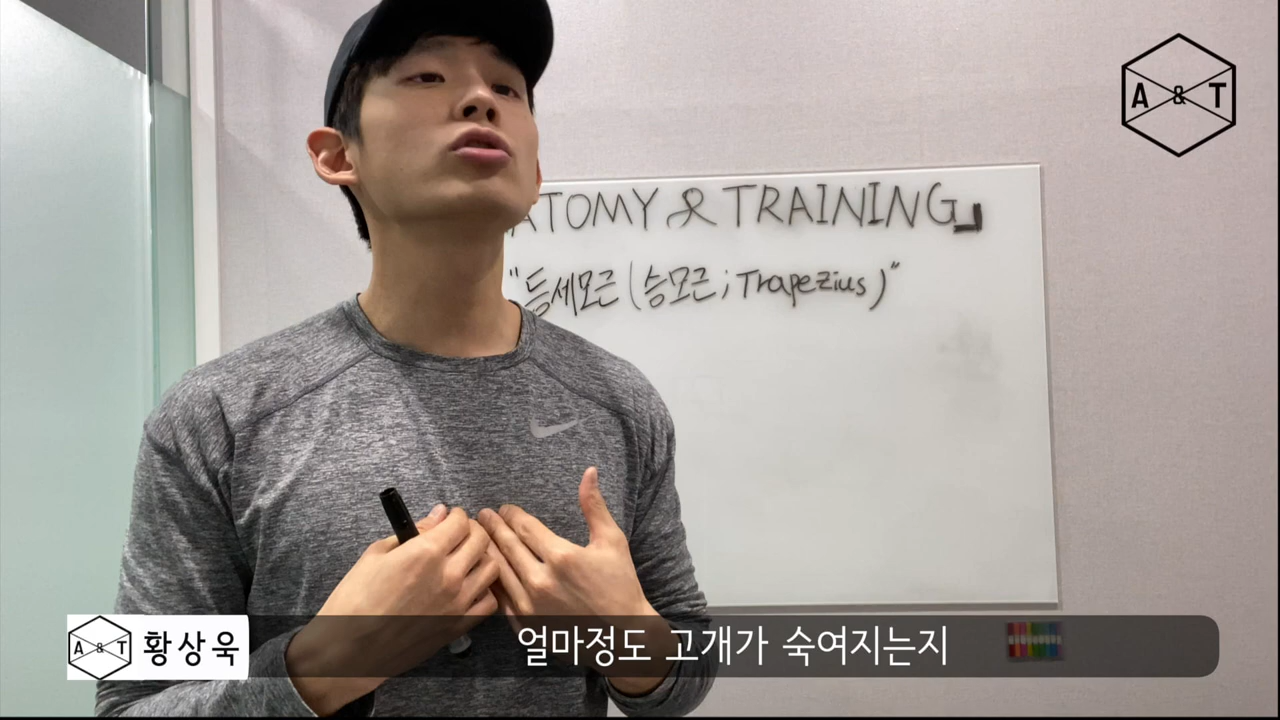 A & T
ATOMY & TRAINING』
"등세모근(승모근;Trapezius)"
A & T 황상욱
얼마정도 고개가 숙여지는지